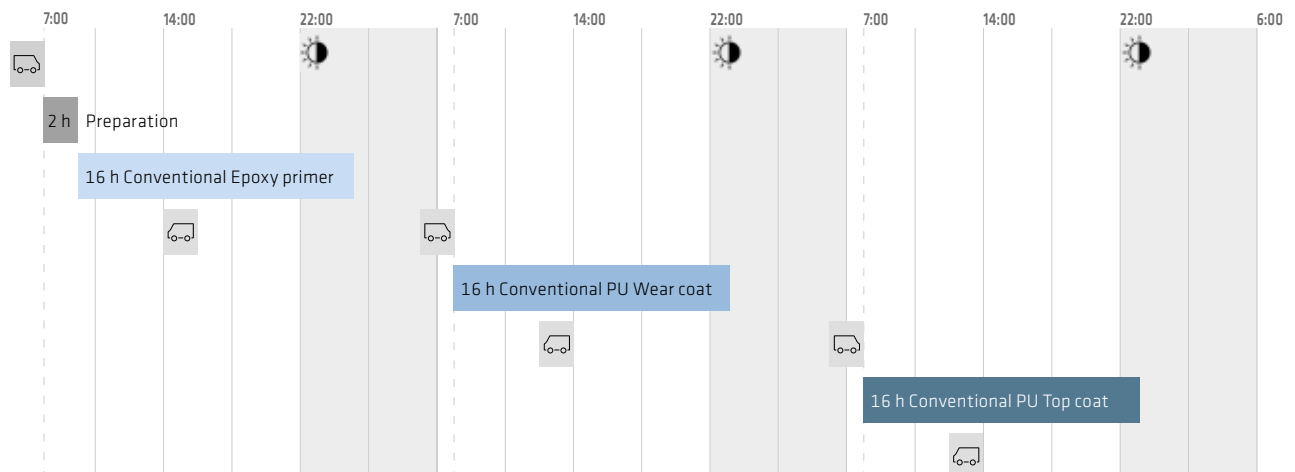 7:00 14:00 22:00 7:00 14:00 22:00 7:00 14:00 22:00 6:00
2 h Preparation
16 h Conventional Epoxy primer
16 h Conventional PU Wear coat
16 h Conventional PU Top coat